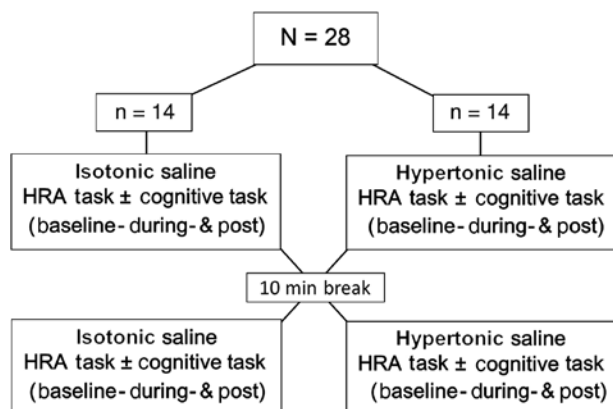 N = 28
n = 14
n = 14
Isotonic saline
HRA task ± cognitive task
(baseline- during- & post)
Hypertonic saline
HRA task ± cognitive task
(baseline- during- & post)
10 min break
Isotonic saline
HRA task ± cognitive task
(baseline- during- & post)
Hypertonic saline
HRA task ± cognitive task
(baseline- during- & post)